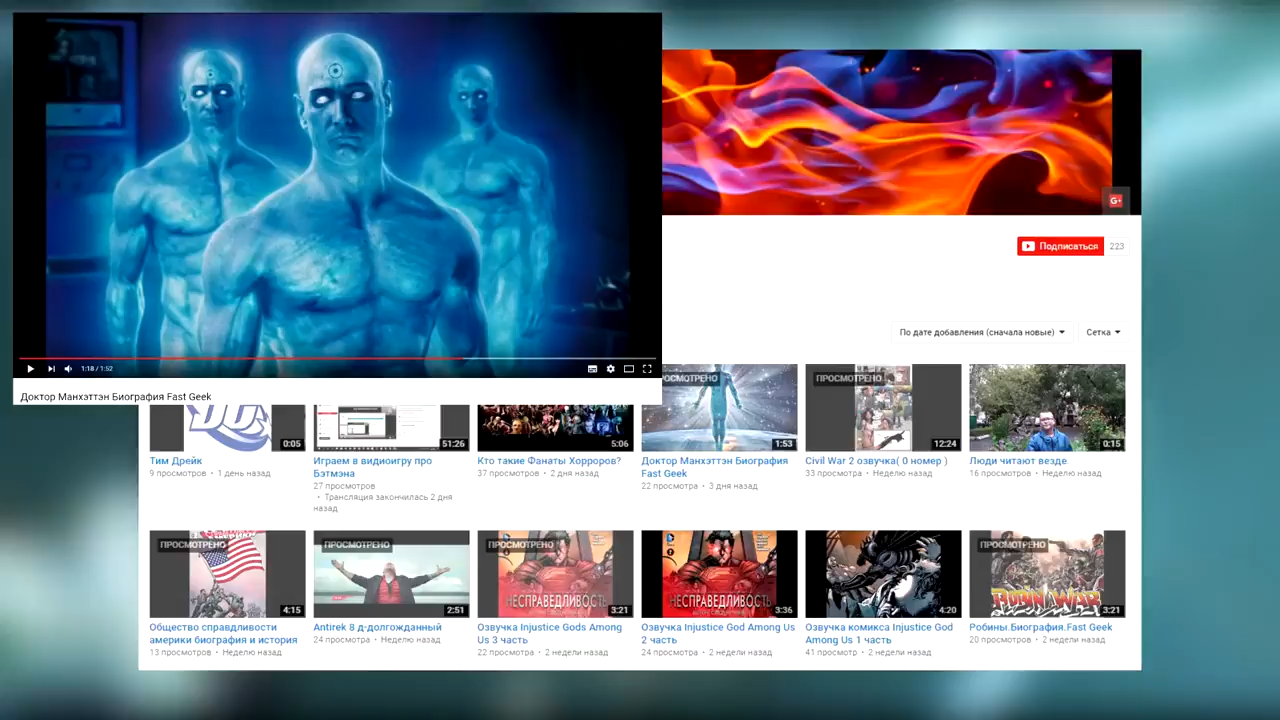 1:18 / 1:52
Доктор Манхэттэн Биография Fast Geek
G+
Подписаться 223
По дате добавления (сначала новые) Сетка
0:05
51:26
5:06
1:53
ПРОСМОТРЕНО
12:24
0:15
Тим Дрейк
9 просмотров • 1 день назад
Играем в видиоигру про
Бэтмэна
27 просмотров
• Трансляция закончилась 2 дня
назад
Кто такие Фанаты Хорроров?
37 просмотров • 2 дня назад
Доктор Манхэттэн Биография
Fast Geek
22 просмотра • 3 дня назад
Civil War 2 озвучка( 0 номер )
33 просмотра • Неделю назад
Люди читают везде
16 просмотров • Неделю назад
ПРОСМОТРЕНО
4:15
ПРОСМОТРЕНО
2:51
ПРОСМОТРЕНО
НЕСПРАВЕДЛИВОСТЬ
3:21
НЕСПРАВЕДЛИВОСТЬ
3:36
4:20
ПРОСМОТРЕНО
3:21
Общество справдливости
америки биография и история
13 просмотров • Неделю назад
Antirek 8 д-долгожданный
24 просмотра • Неделю назад
Озвучка Injustice Gods Among
Us 3 часть
22 просмотра • 2 недели назад
Озвучка Injustice God Among Us
2 часть
24 просмотра • 2 недели назад
Озвучка комикса Injustice God
Among Us 1 часть
41 просмотр • 2 недели назад
Робины.Биография.Fast Geek
20 просмотров • 2 недели назад